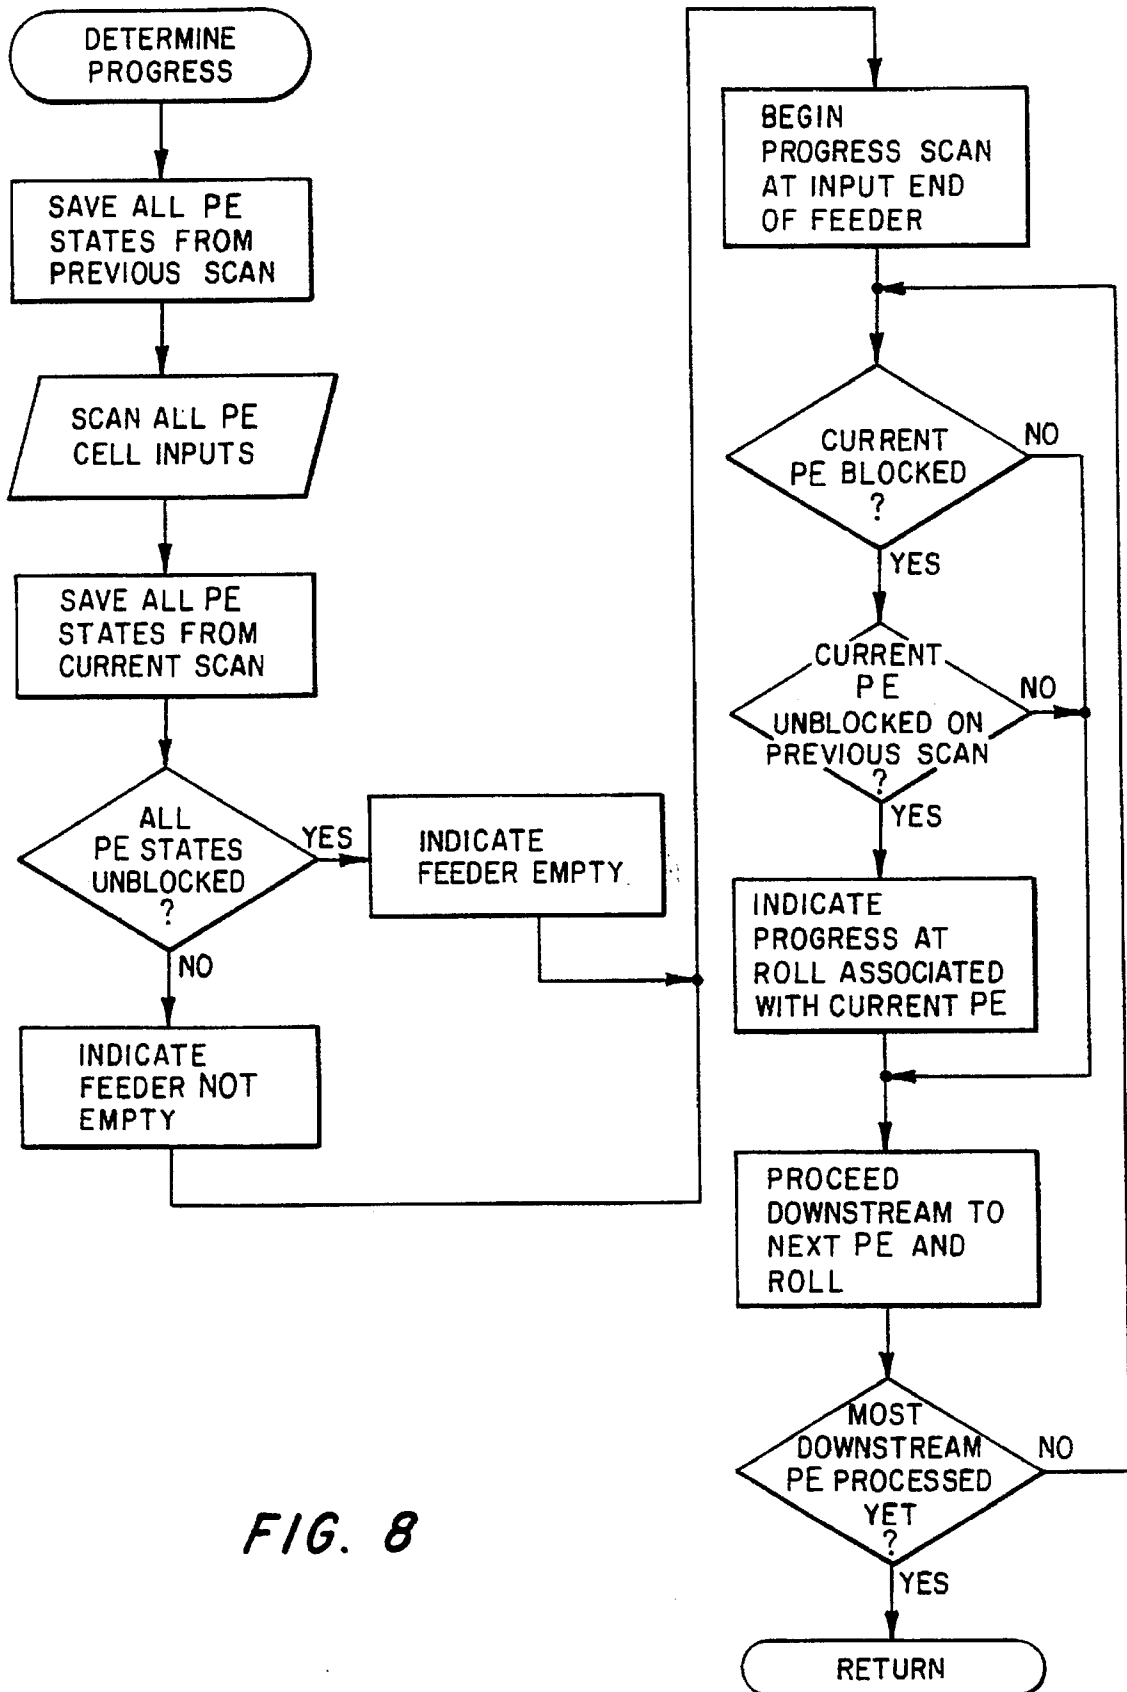 DETERMINE
PROGRESS
SAVE ALL PE
STATES FROM
PREVIOUS SCAN
SCAN ALL PE
CELL INPUTS
SAVE ALL PE
STATES FROM
CURRENT SCAN
ALL
PE STATES
UNBLOCKED
?
YES
NO
INDICATE
FEEDER EMPTY
INDICATE
FEEDER NOT
EMPTY
BEGIN
PROGRESS SCAN
AT INPUT END
OF FEEDER
CURRENT
PE BLOCKED
?
NO
YES
CURRENT
PE
UNBLOCKED ON
PREVIOUS SCAN
?
NO
YES
INDICATE
PROGRESS AT
ROLL ASSOCIATED
WITH CURRENT PE
PROCEED
DOWNSTREAM TO
NEXT PE AND
ROLL
MOST
DOWNSTREAM
PE PROCESSED
YET
?
NO
YES
RETURN
FIG. 8